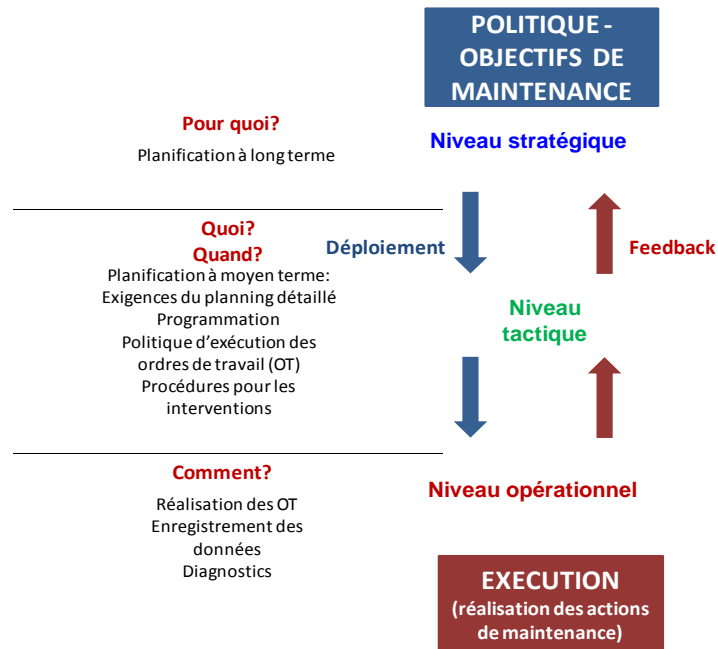 POLITIQUE -
OBJECTIFS DE
MAINTENANCE
Pour quoi?
Planification à long terme
Niveau stratégique
Quoi?
Quand?
Déploiement
Feedback
Planification à moyen terme:
Exigences du planning détaillé
Programmation
Politique d'exécution des
ordres de travail (OT)
Procédures pour les
interventions
Niveau
tactique
Comment?
Réalisation des OT
Enregistrement des
données
Diagnostics
Niveau opérationnel
EXECUTION
(réalisation des actions
de maintenance)